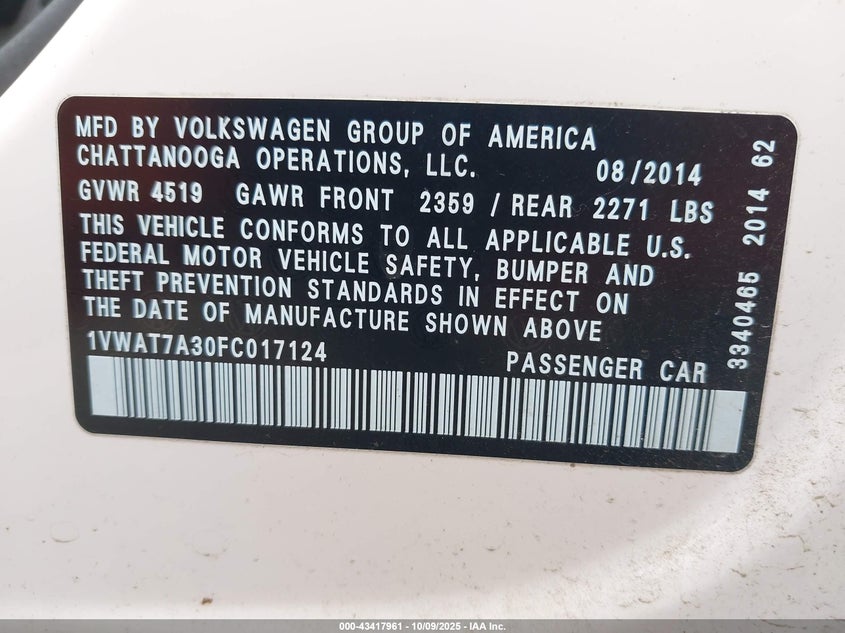 MFD BY VOLKSWAGEN GROUP OF AMERICA
CHATTANOOGA OPERATIONS, LLC. 08/2014
GVWR 4519 GAWR FRONT 2359 / REAR 2271 LBS
THIS VEHICLE CONFORMS TO ALL APPLICABLE U.S.
FEDERAL MOTOR VEHICLE SAFETY, BUMPER AND
THEFT PREVENTION STANDARDS IN EFFECT ON
THE DATE OF MANUFACTURE SHOWN ABOVE
1VWAT7A30FC017124 PASSENGER CAR
3340465 2014 62
000-43417961 - 10/09/2025 - IAA Inc.